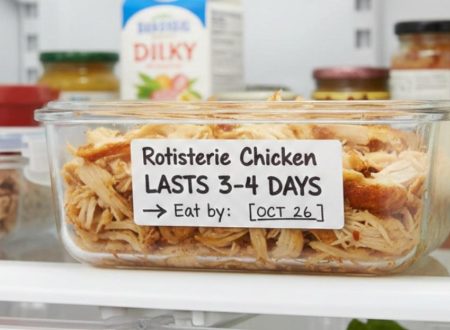 DILKY
Rotisterie Chicken
LASTS 3-4 DAYS
→ Eat by: [OCT 26]